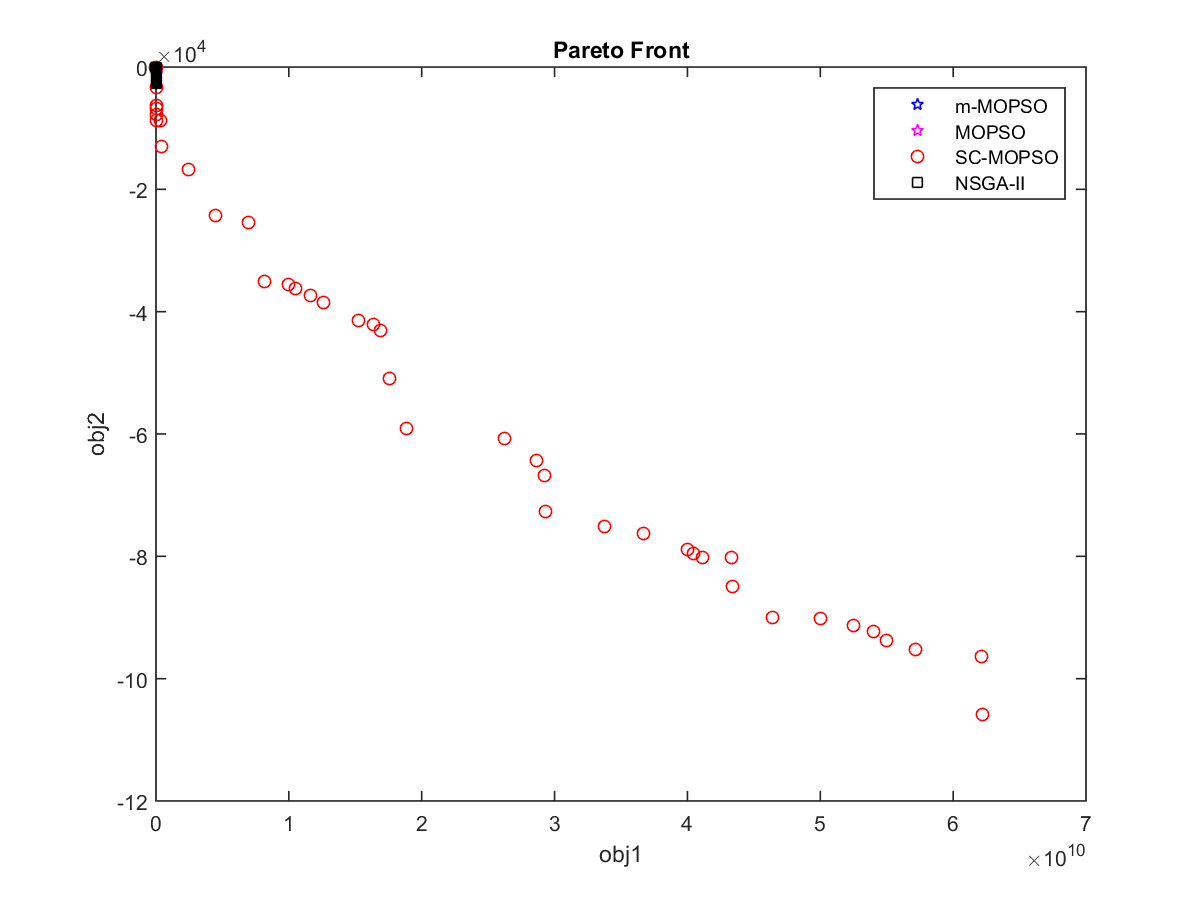 Pareto Front
×10^4
0
-2
-4
-6
-8
-10
-12
obj2
m-MOPSO
MOPSO
SC-MOPSO
NSGA-II
0 1 2 3 4 5 6 7
obj1
×10^10